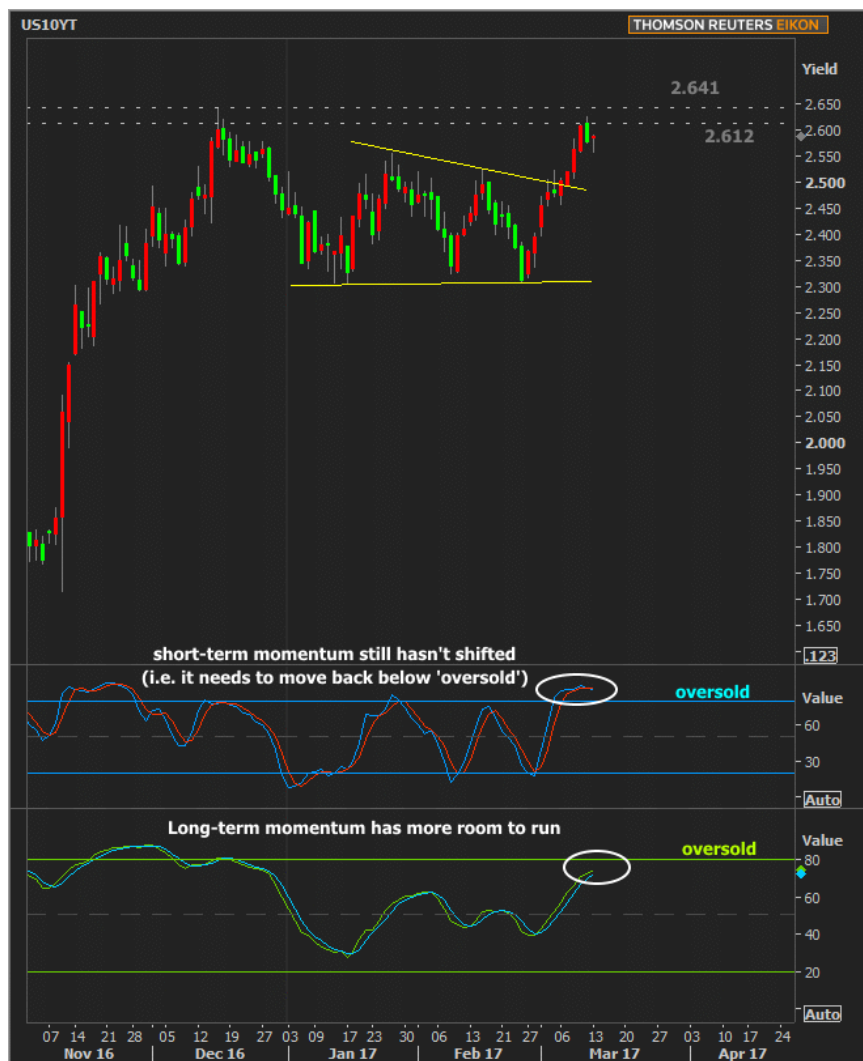 US10YT
THOMSON REUTERS EIKON
Yield
2.641
2.650
2.612
2.600
2.550
2.500
2.450
2.400
2.350
2.300
2.250
2.200
2.150
2.100
2.050
2.000
1.950
1.900
1.850
1.800
1.750
1.700
1.650
.123
short-term momentum still hasn't shifted
(i.e. it needs to move back below 'oversold')
oversold
Value
60
30
Auto
Long-term momentum has more room to run
oversold
Value
80
60
40
20
Auto
07 14 21 28 05 12 19 27 03 09 17 23 30 06 13 21 27 06 13 20 27 03 10 17 24
Nov 16 Dec 16 Jan 17 Feb 17 Mar 17 Apr 17